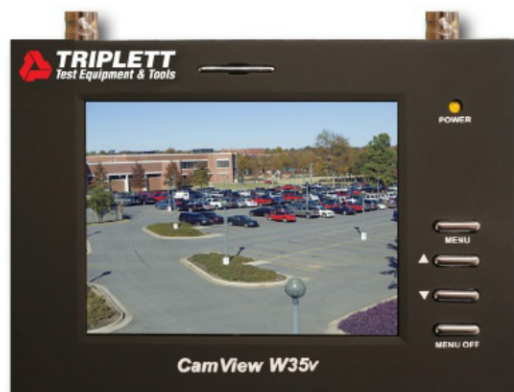 TRIPLETT
Test Equipment & Tools
POWER
MENU
MENU OFF
CamView W35v